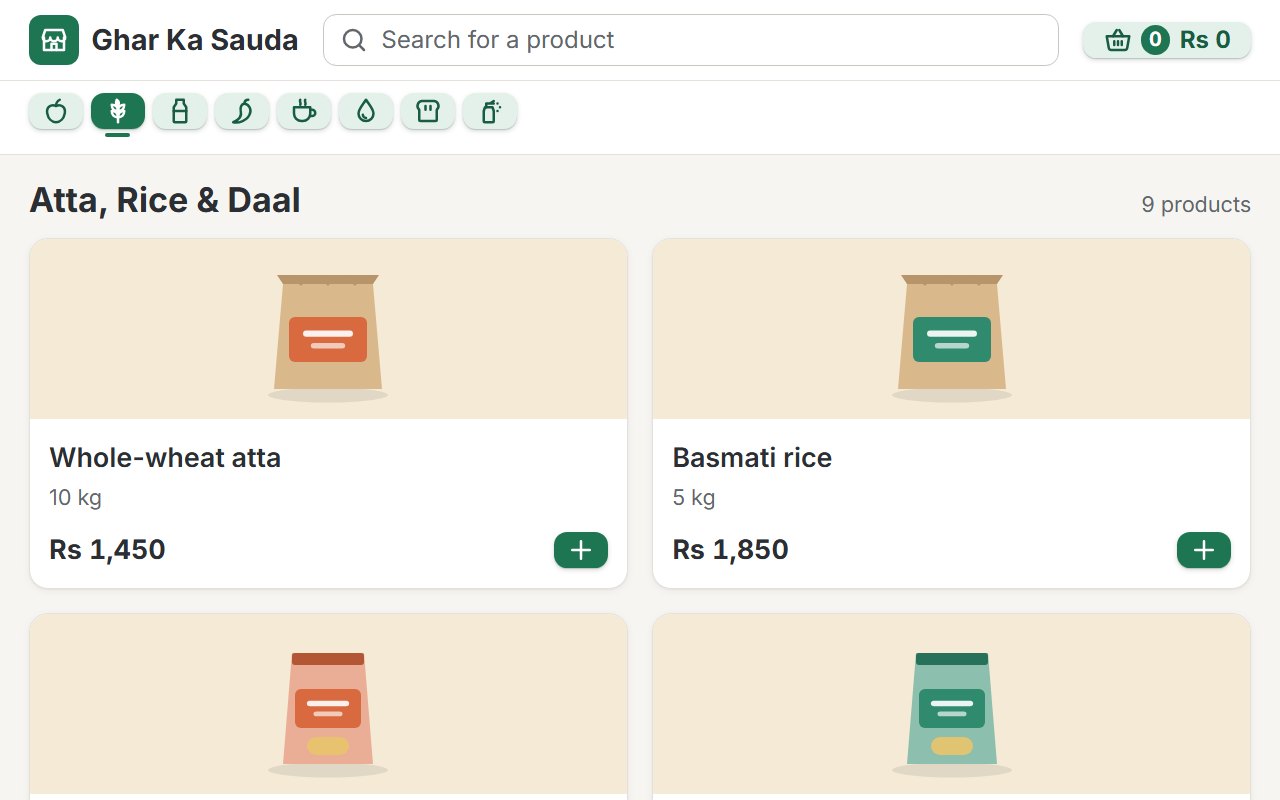 Ghar Ka Sauda
Search for a product
0 Rs 0
Atta, Rice & Daal
9 products
Whole-wheat atta
10 kg
Rs 1,450
Basmati rice
5 kg
Rs 1,850